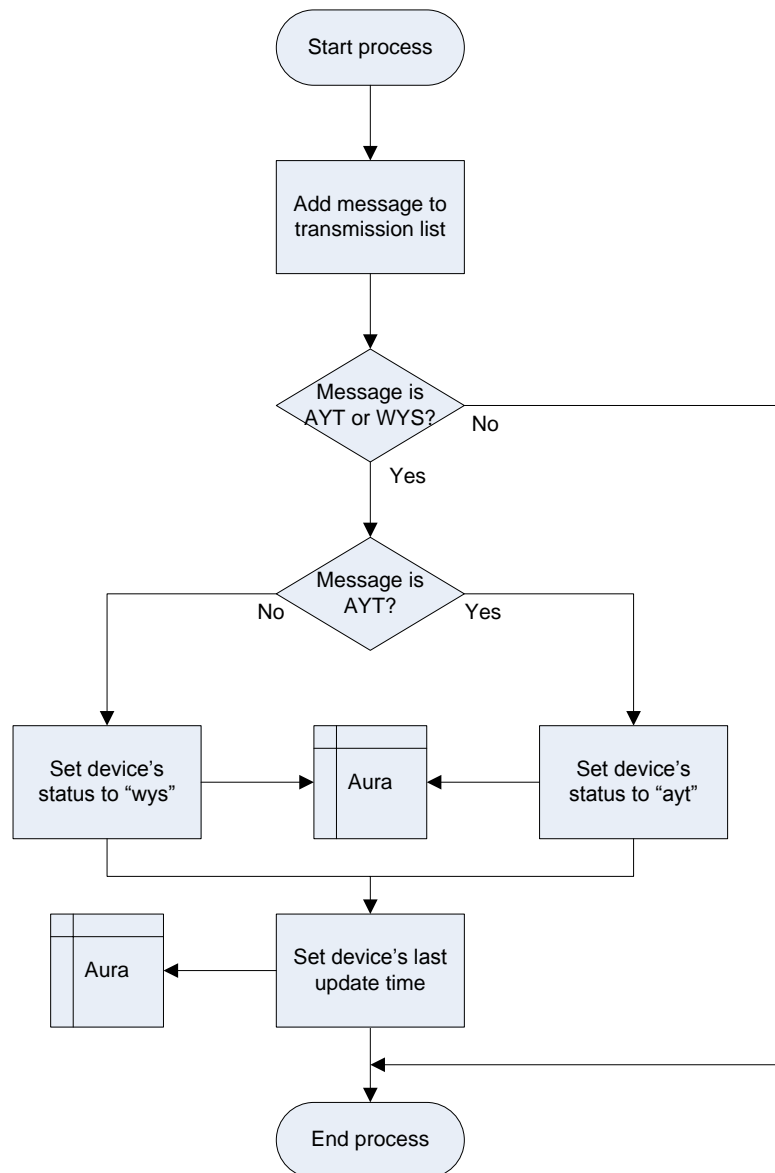 Start process
Add message to
transmission list
Message is
AYT or WYS?
No
Yes
Message is
AYT?
No
Yes
Set device’s
status to “wys”
Aura
Set device’s
status to “ayt”
Aura
Set device’s last
update time
End process